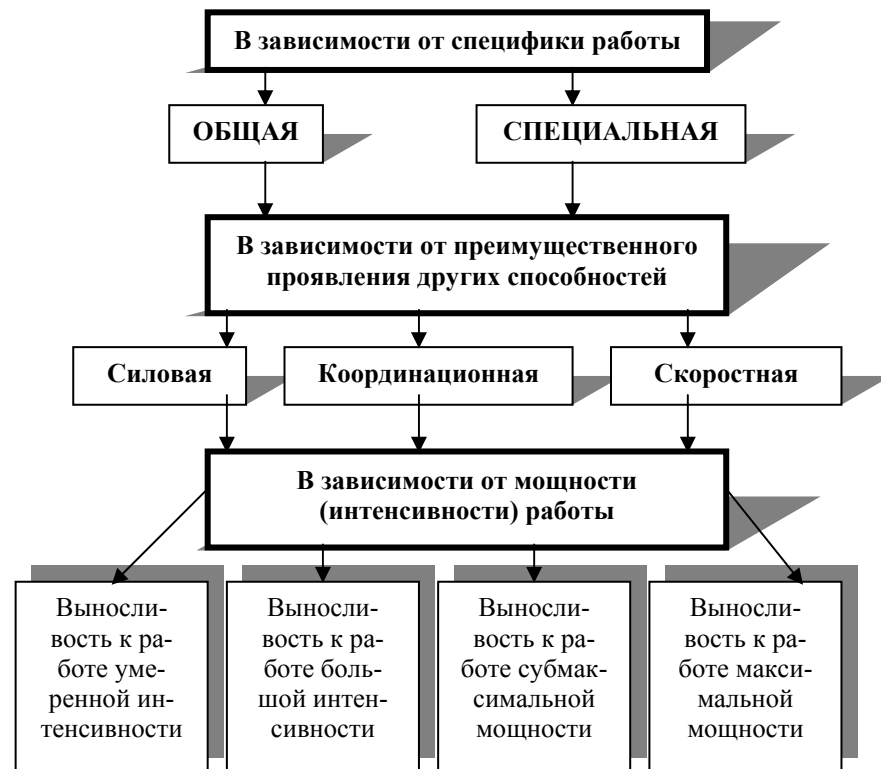 В зависимости от специфики работы
ОБЩАЯ
СПЕЦИАЛЬНАЯ
В зависимости от преимущественного
проявления других способностей
Силовая
Координационная
Скоростная
В зависимости от мощности
(интенсивности) работы
Выносли-
вость к ра-
боте уме-
ренной ин-
тенсивности
Выносли-
вость к ра-
боте боль-
шой интен-
сивности
Выносли-
вость к ра-
боте субмак-
симальной
мощности
Выносли-
вость к ра-
боте макси-
мальной
мощности